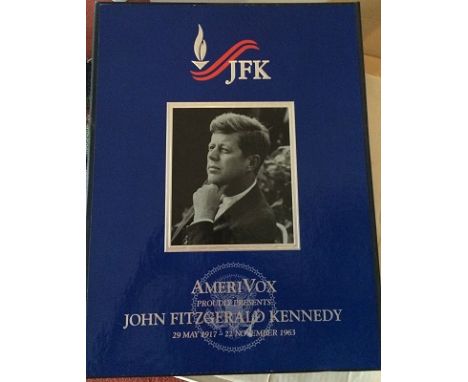 JFK
AMERIVOX
PROUDLY PRESENTS
JOHN FITZGERALD KENNEDY
29 MAY 1917 - 22 NOVEMBER 1963